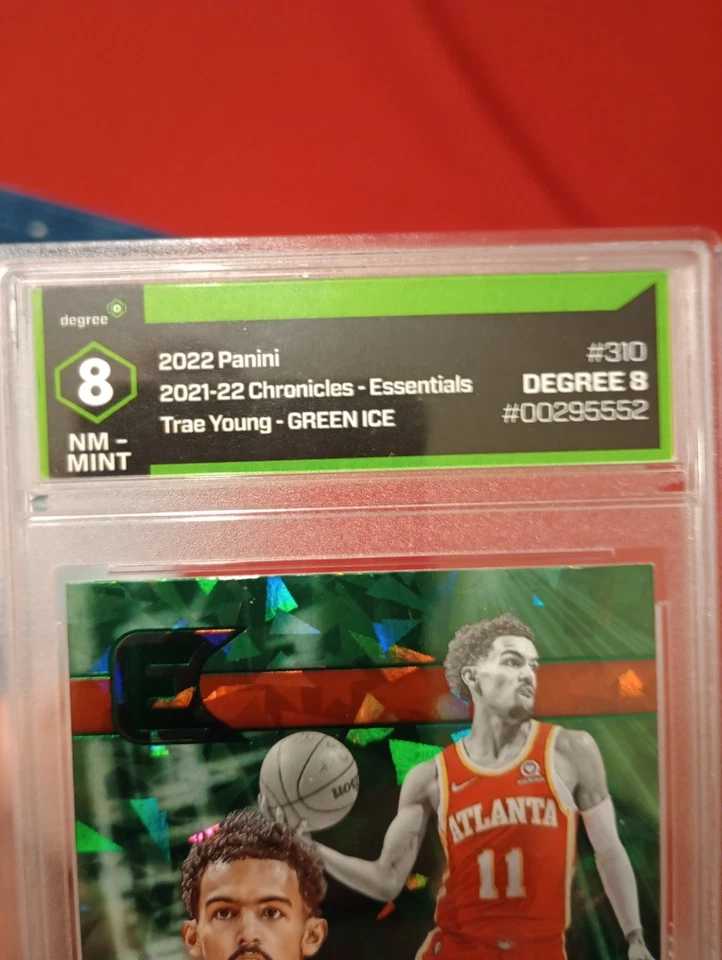 degree
8
NM -
MINT
2022 Panini
2021-22 Chronicles - Essentials
Trae Young - GREEN ICE
#310
DEGREE 8
#00295552
E
Wilson
ATLANTA
11